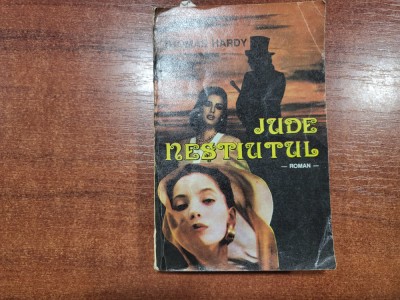 THOMAS HARDY
JUDE
NEȘTIUTUL
— ROMAN —